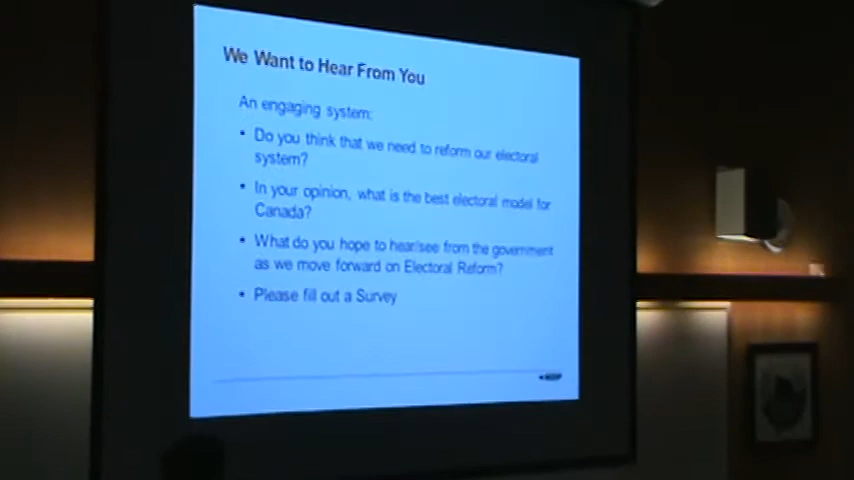 We Want to Hear From You
An engaging system:
• Do you think that we need to reform our electoral
system?
• In your opinion, what is the best electoral model for
Canada?
• What do you hope to hear/see from the government
as we move forward on Electoral Reform?
• Please fill out a Survey